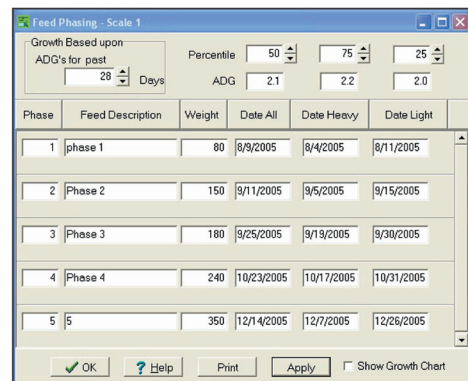 Feed Phasing - Scale 1
Growth Based upon
ADG's for past
28 Days
Percentile 50 75 25
ADG 2.1 2.2 2.0
Phase Feed Description Weight Date All Date Heavy Date Light
1 phase 1 80 8/9/2005 8/4/2005 8/11/2005
2 Phase 2 150 9/11/2005 9/5/2005 9/15/2005
3 Phase 3 180 9/25/2005 9/19/2005 9/30/2005
4 Phase 4 240 10/23/2005 10/17/2005 10/31/2005
5 5 350 12/14/2005 12/7/2005 12/26/2005
OK ? Help Print Apply Show Growth Chart